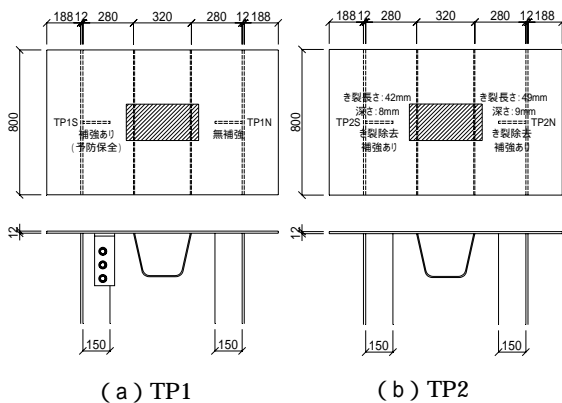 188 12 280 320 280 12 188
800
TP1S
補強あり
(予防保全)
TP1N
無補強
12
150
150
(a) TP1
188 12 280 320 280 12 188
800
き裂長さ:42mm
深さ:8mm
TP2S
き裂除去
補強あり
き裂長さ:49mm
深さ:9mm
TP2N
き裂除去
補強あり
12
150
150
(b) TP2